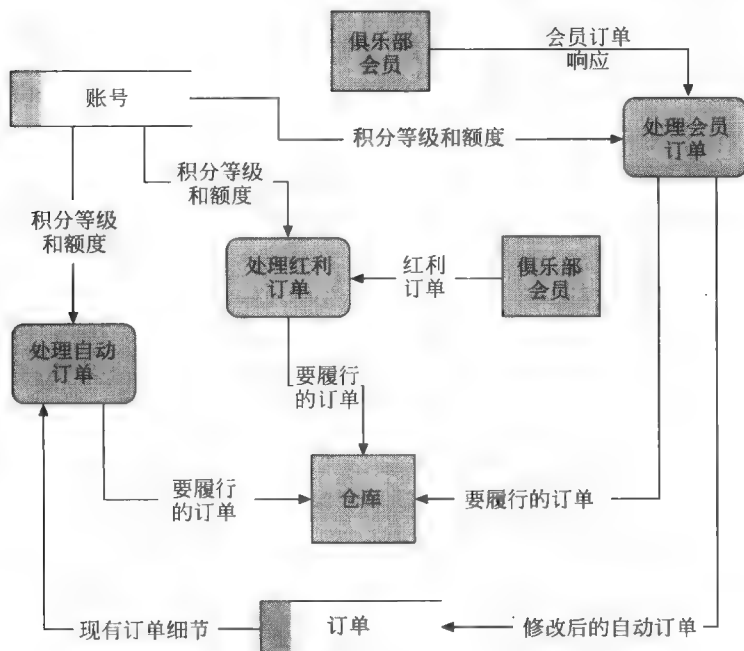 俱乐部
会员
会员订单
响应
账号
积分等级和额度
处理会员
订单
积分等级
和额度
积分等级
和额度
处理红利
订单
红利
订单
俱乐部
会员
处理自动
订单
要履行
的订单
要履行
的订单
仓库
要履行的订单
现有订单细节
订单
修改后的自动订单